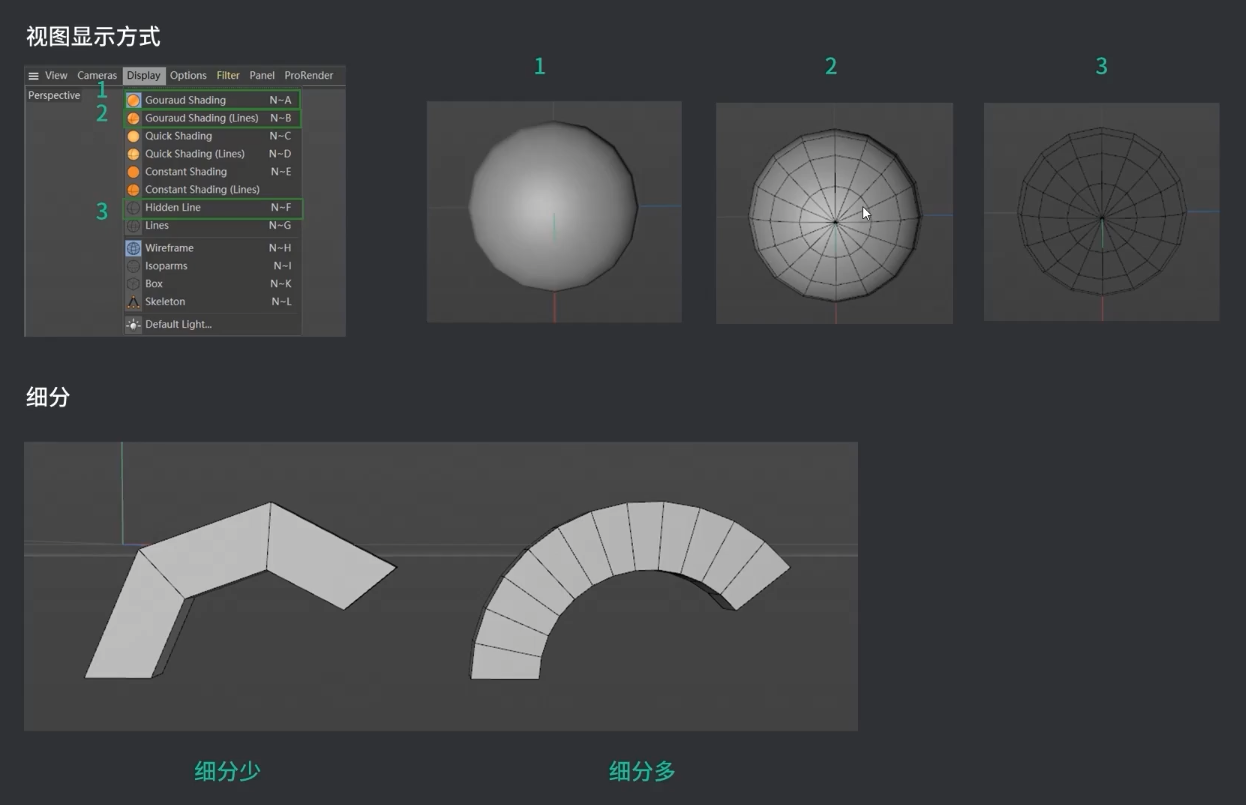 视图显示方式
1
2
3
View Cameras Display Options Filter Panel ProRender
Perspective
1 Gouraud Shading N~A
2 Gouraud Shading (Lines) N~B
Quick Shading N~C
Quick Shading (Lines) N~D
Constant Shading N~E
Constant Shading (Lines)
3 Hidden Line N~F
Lines N~G
Wireframe N~H
Isoparms N~I
Box N~K
Skeleton N~L
Default Light...
细分
细分少
细分多